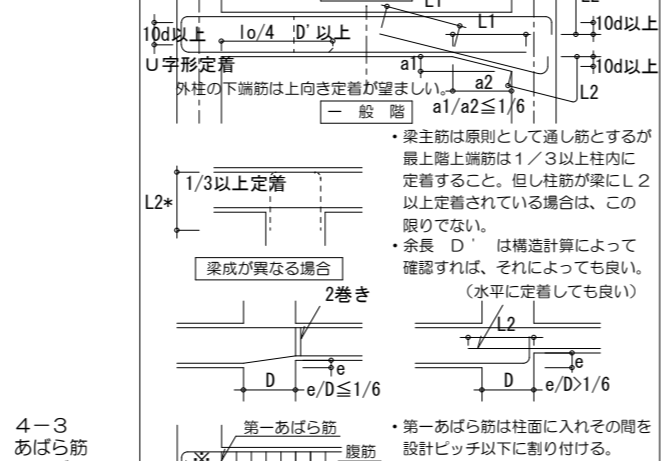 L1
L2
10d以上
lo/4
D'以上
L1
10d以上
U字形定着
a1
10d以上
外柱の下端筋は上向き定着が望ましい。
a2
L2
一般階
a1/a2≦1/6
・梁主筋は原則として通し筋とするが
最上階上端筋は1/3以上柱内に
定着すること。但し柱筋が梁にL2
以上定着されている場合は、この
限りでない。
1/3以上定着
L2*
・余長 D' は構造計算によって
確認すれば、それによっても良い。
梁成が異なる場合
2巻き
(水平に定着しても良い)
L2
e
D
e/D≦1/6
e
D
e/D>1/6
4-3
あばら筋
第一あばら筋
腹筋
※
・第一あばら筋は柱面に入れその間を
設計ピッチ以下に割り付ける。